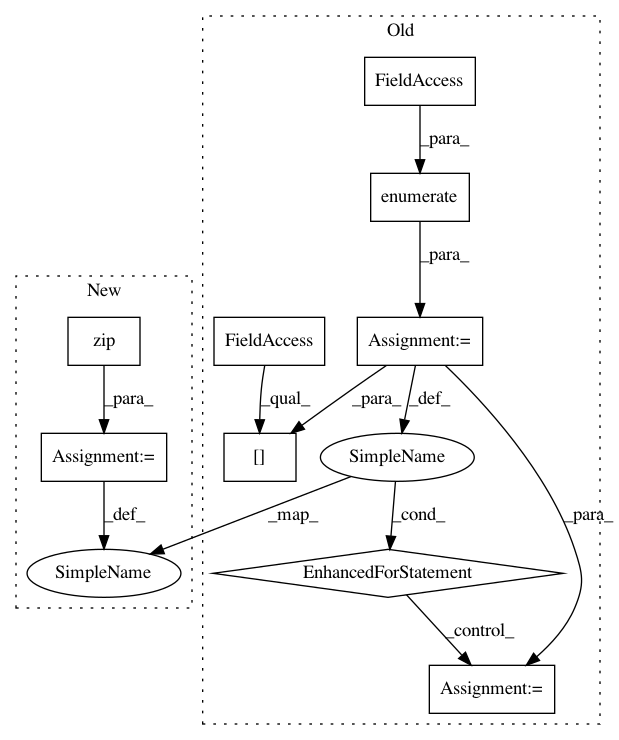 Old
FieldAccess
_para_
enumerate
_para_
New
zip
FieldAccess
Assignment:=
_para_
_qual_
_para_
_def_
Assignment:=
[]
SimpleName
_def_
_map_
_cond_
_para_
SimpleName
EnhancedForStatement
_control_
Assignment:=